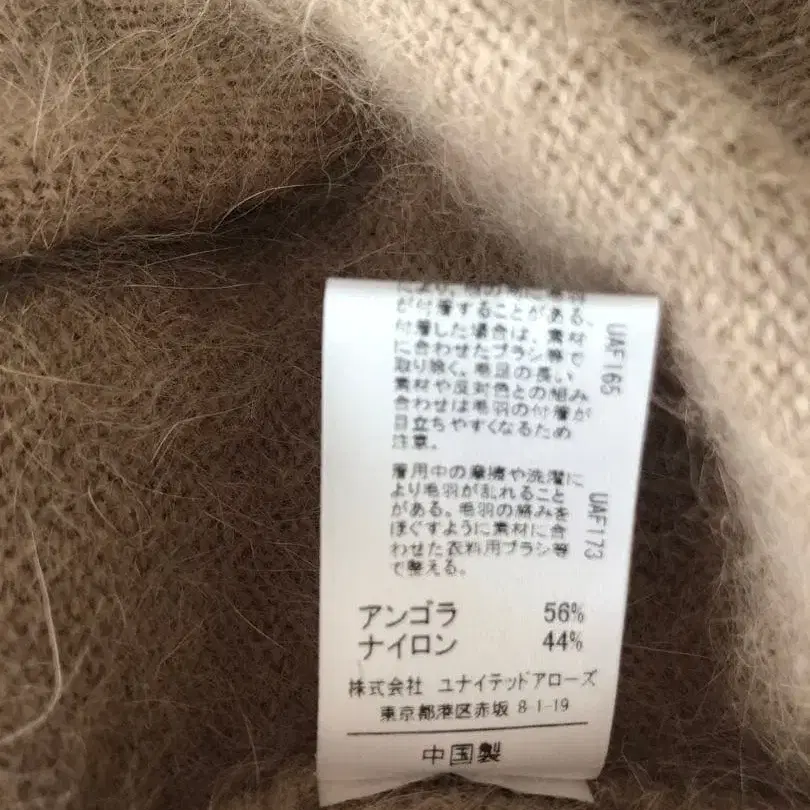 が付着することがある、
付着した場合は、素材
に合わせたブラシ等で
取り除く。毛足の長い
素材や反対色との組み
合わせは毛羽の付着が
目立ちやすくなるため
注意。
UAF165
着用中の摩擦や洗濯に
より毛羽が乱れること
がある。毛羽の絡みを
ほぐすように素材に合
わせた衣料用ブラシ等
で整える。
UAF173
アンゴラ 56%
ナイロン 44%
株式会社 ユナイテッドアローズ
東京都港区赤坂 8-1-19
中国製